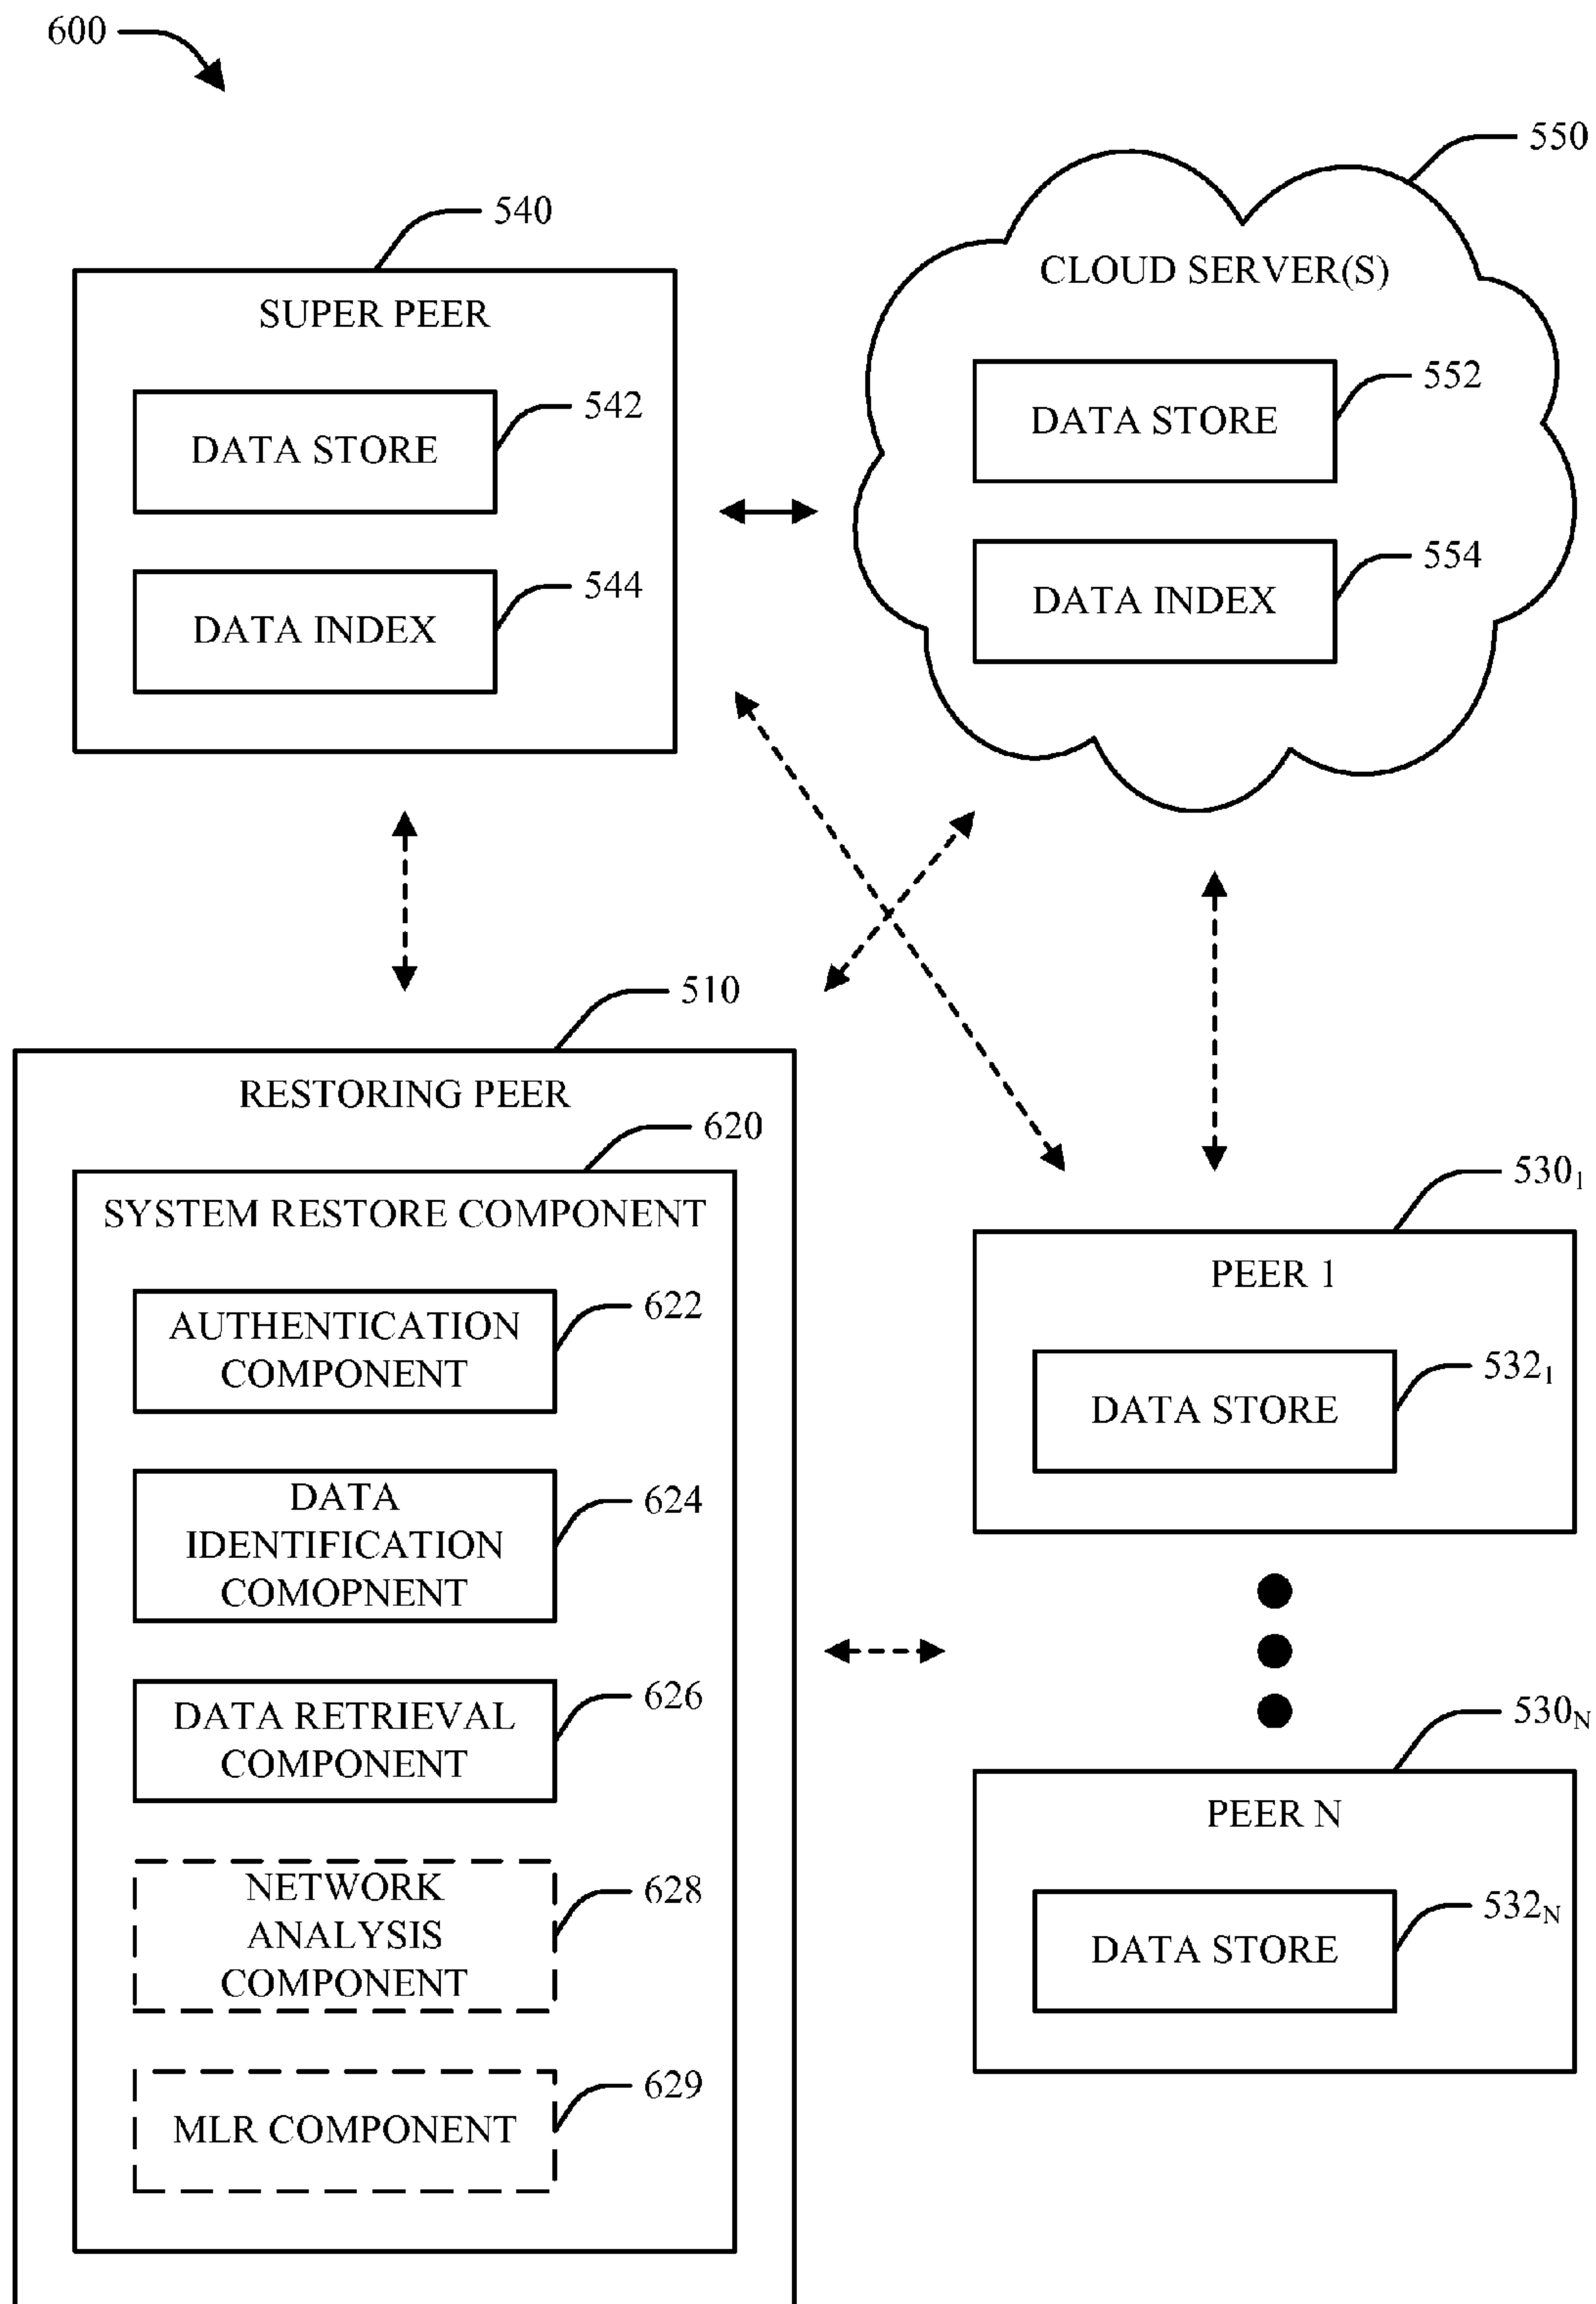 600
550
540
CLOUD SERVER(S)
SUPER PEER
552
542
DATA STORE
DATA STORE
554
544
DATA INDEX
DATA INDEX
510
RESTORING PEER
620
530₁
SYSTEM RESTORE COMPONENT
PEER 1
622
AUTHENTICATION
COMPONENT
532₁
DATA STORE
624
DATA
IDENTIFICATION
COMOPNENT
626
DATA RETRIEVAL
COMPONENT
530N
PEER N
628
NETWORK
ANALYSIS
COMPONENT
532N
DATA STORE
629
MLR COMPONENT